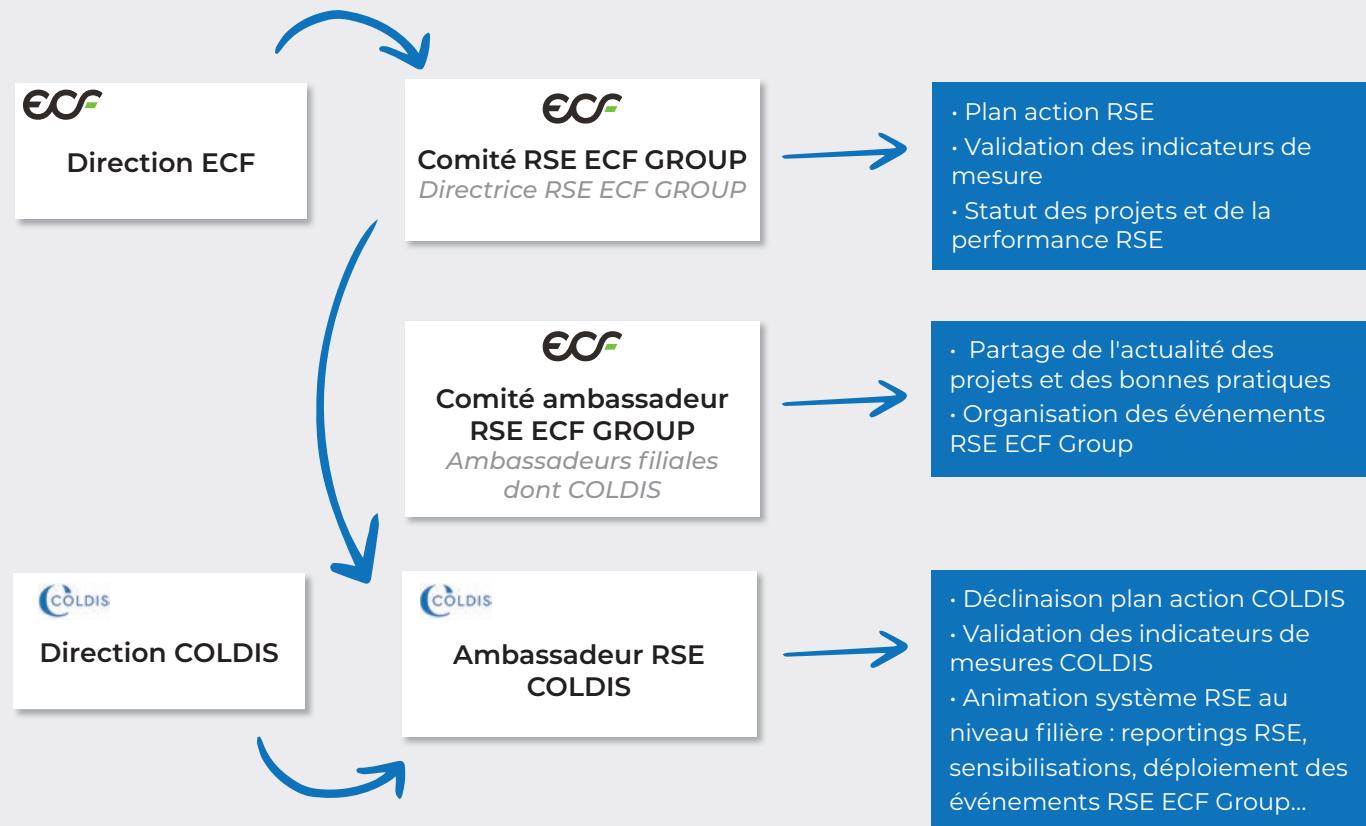 ECF
Direction ECF
ECF
Comité RSE ECF GROUP
Directrice RSE ECF GROUP
· Plan action RSE
· Validation des indicateurs de
mesure
· Statut des projets et de la
performance RSE
ECF
Comité ambassadeur
RSE ECF GROUP
Ambassadeurs filiales
dont COLDIS
· Partage de l'actualité des
projets et des bonnes pratiques
· Organisation des événements
RSE ECF Group
COLDIS
Direction COLDIS
COLDIS
Ambassadeur RSE
COLDIS
· Déclinaison plan action COLDIS
· Validation des indicateurs de
mesures COLDIS
· Animation système RSE au
niveau filière : reportings RSE,
sensibilisations, déploiement des
événements RSE ECF Group...